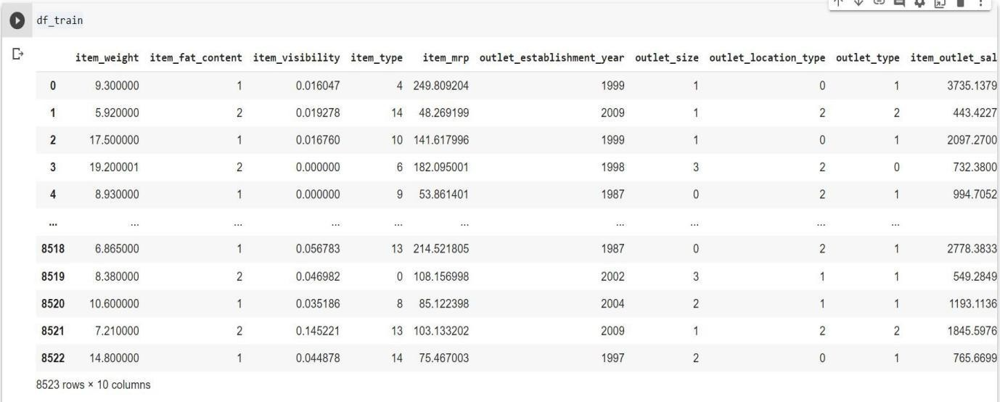 df_train
item_weight item_fat_content item_visibility item_type item_mrp outlet_establishment_year outlet_size outlet_location_type outlet_type item_outlet_sal
0 9.300000 1 0.016047 4 249.809204 1999 1 0 1 3735.1379
1 5.920000 2 0.019278 14 48.269199 2009 1 2 2 443.4227
2 17.500000 1 0.016760 10 141.617996 1999 1 0 1 2097.2700
3 19.200001 2 0.000000 6 182.095001 1998 3 2 0 732.3800
4 8.930000 1 0.000000 9 53.861401 1987 0 2 1 994.7052
... ... ... ... ... ... ... ... ... ...
8518 6.865000 1 0.056783 13 214.521805 1987 0 2 1 2778.3833
8519 8.380000 2 0.046982 0 108.156998 2002 3 1 1 549.2849
8520 10.600000 1 0.035186 8 85.122398 2004 2 1 1 1193.1136
8521 7.210000 2 0.145221 13 103.133202 2009 1 2 2 1845.5976
8522 14.800000 1 0.044878 14 75.467003 1997 2 0 1 765.6699
8523 rows × 10 columns